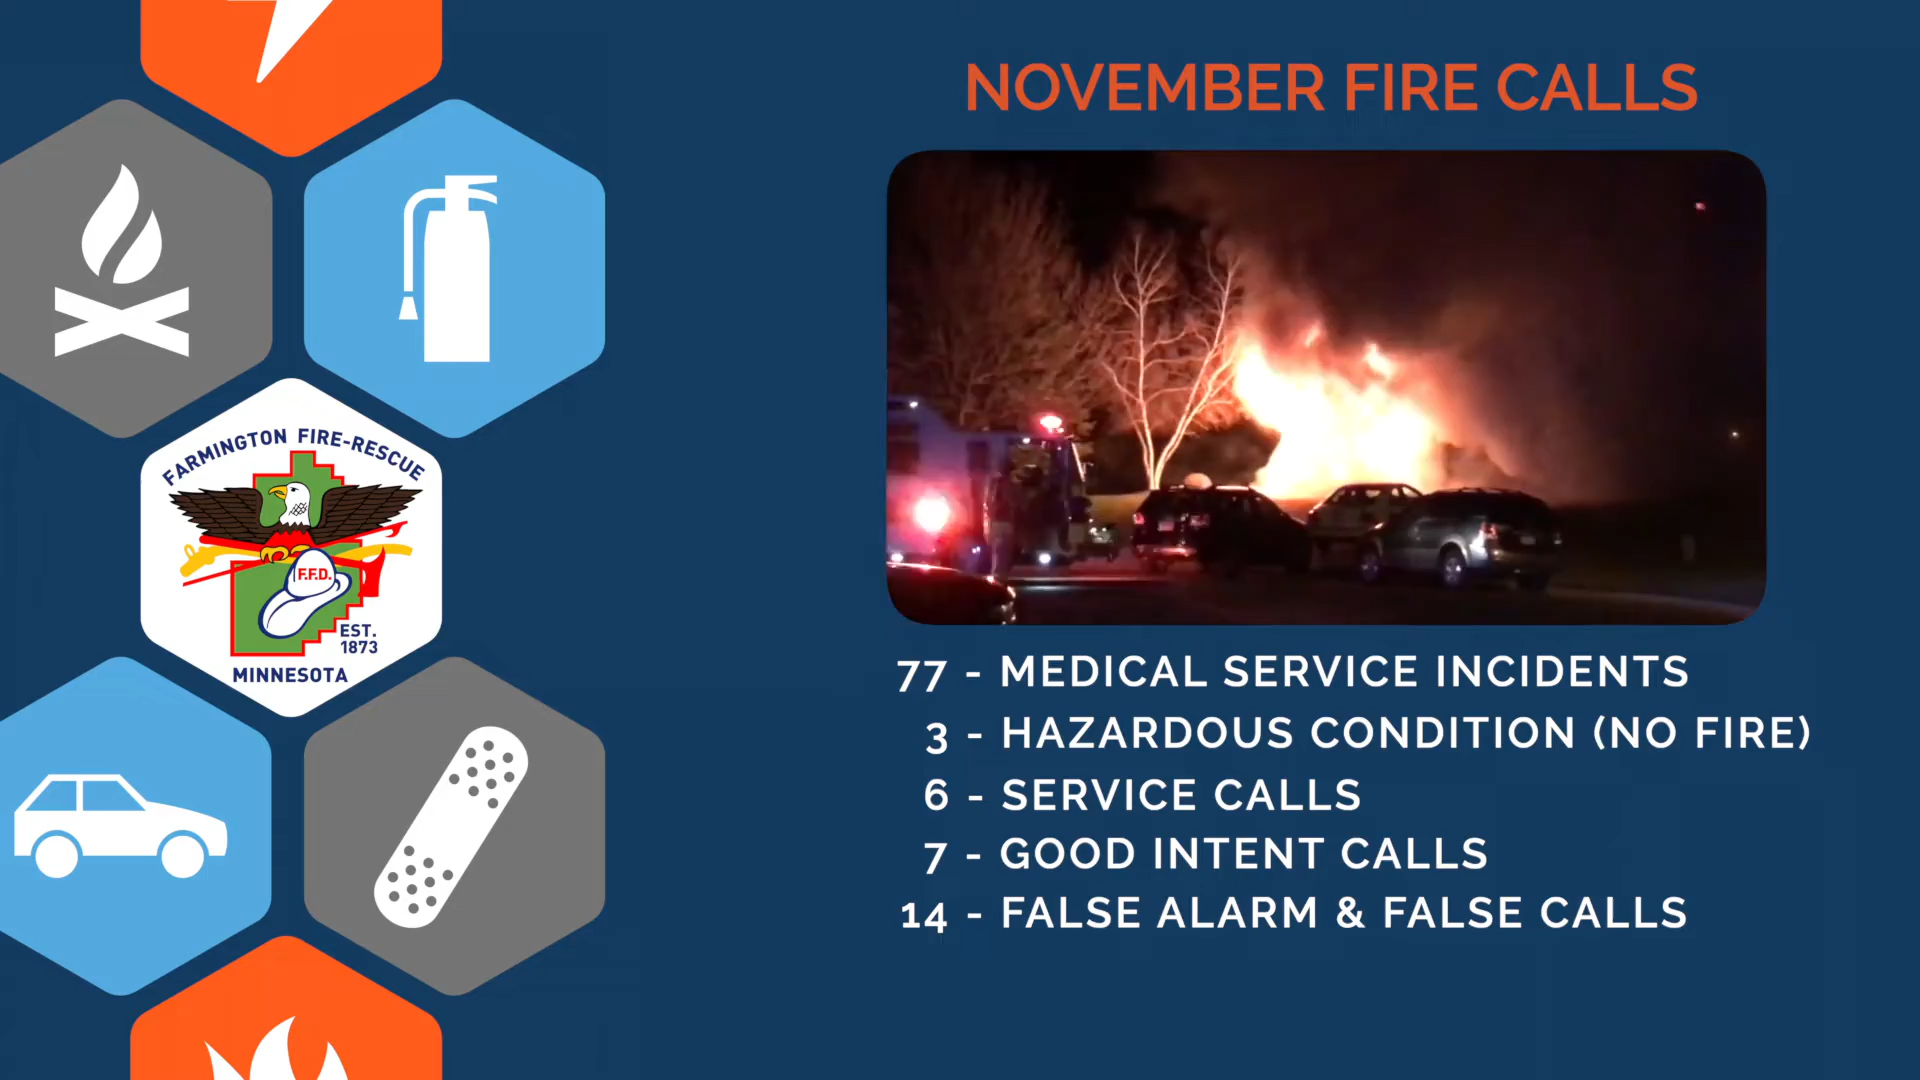 NOVEMBER FIRE CALLS
FARMINGTON FIRE-RESCUE
F.F.D.
EST.
1873
MINNESOTA
77 - MEDICAL SERVICE INCIDENTS
3 - HAZARDOUS CONDITION (NO FIRE)
6 - SERVICE CALLS
7 - GOOD INTENT CALLS
14 - FALSE ALARM & FALSE CALLS